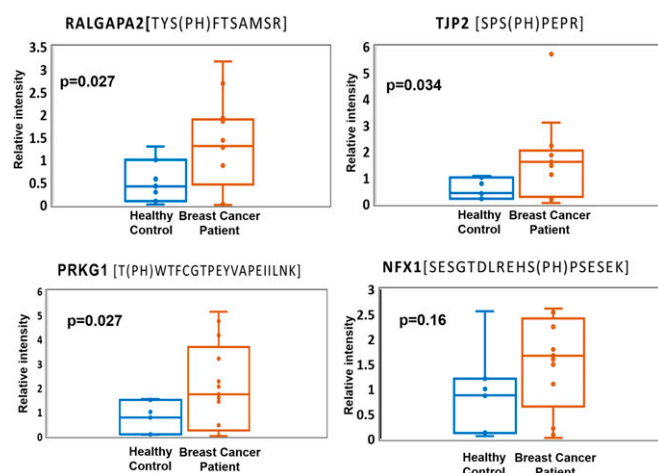 RALGAPA2[TYS(PH)FTSAMSR]
3.5
3
2.5
2
1.5
1
0.5
0
Relative intensity
p=0.027
Healthy Control
Breast Cancer Patient
TJP2 [SPS(PH)PEPR]
6
5
4
3
2
1
0
Relative intensity
p=0.034
Healthy Control
Breast Cancer Patient
PRKG1 [T(PH)WTFCGTPEYVAPEIILNK]
6
5
4
3
2
1
0
Relative intensity
p=0.027
Healthy Control
Breast Cancer Patient
NFX1[SESGTDLREHS(PH)PSESEK]
3
2.5
2
1.5
1
0.5
0
Relative intensity
p=0.16
Healthy Control
Breast Cancer Patient